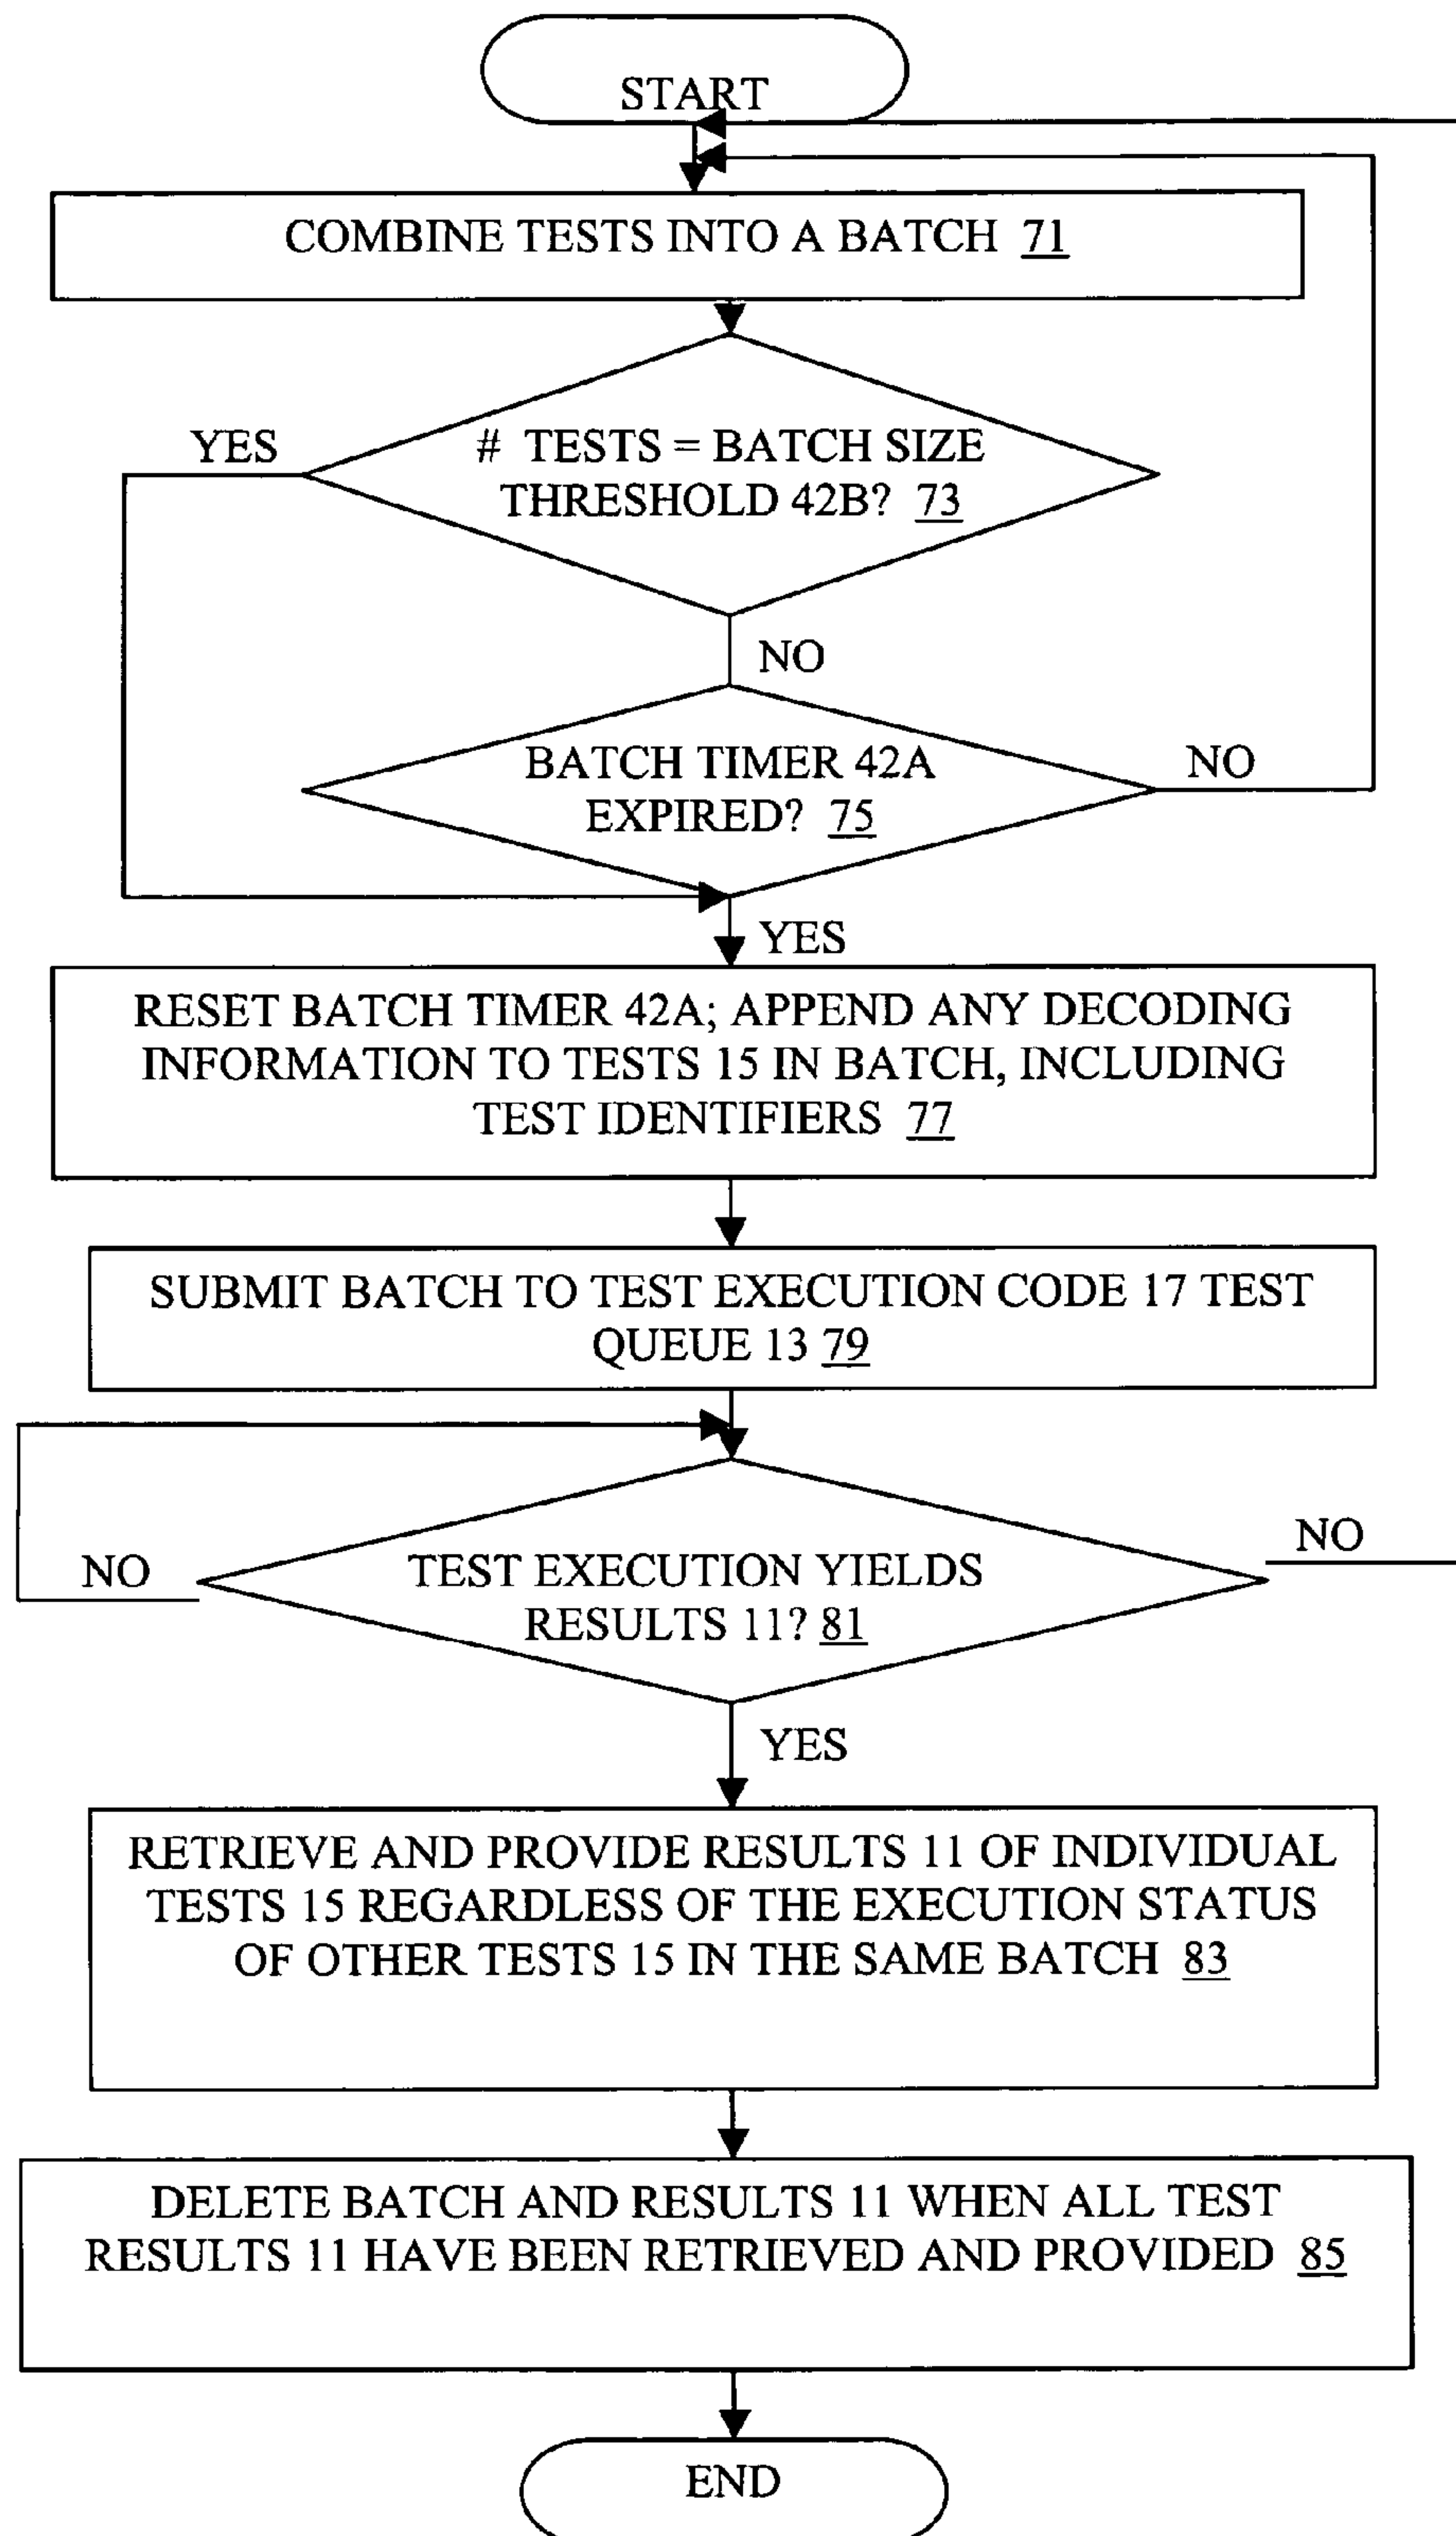 START
COMBINE TESTS INTO A BATCH 71
YES
# TESTS = BATCH SIZE
THRESHOLD 42B? 73
NO
BATCH TIMER 42A
EXPIRED? 75
NO
YES
RESET BATCH TIMER 42A; APPEND ANY DECODING
INFORMATION TO TESTS 15 IN BATCH, INCLUDING
TEST IDENTIFIERS 77
SUBMIT BATCH TO TEST EXECUTION CODE 17 TEST
QUEUE 13 79
NO
TEST EXECUTION YIELDS
RESULTS 11? 81
NO
YES
RETRIEVE AND PROVIDE RESULTS 11 OF INDIVIDUAL
TESTS 15 REGARDLESS OF THE EXECUTION STATUS
OF OTHER TESTS 15 IN THE SAME BATCH 83
DELETE BATCH AND RESULTS 11 WHEN ALL TEST
RESULTS 11 HAVE BEEN RETRIEVED AND PROVIDED 85
END